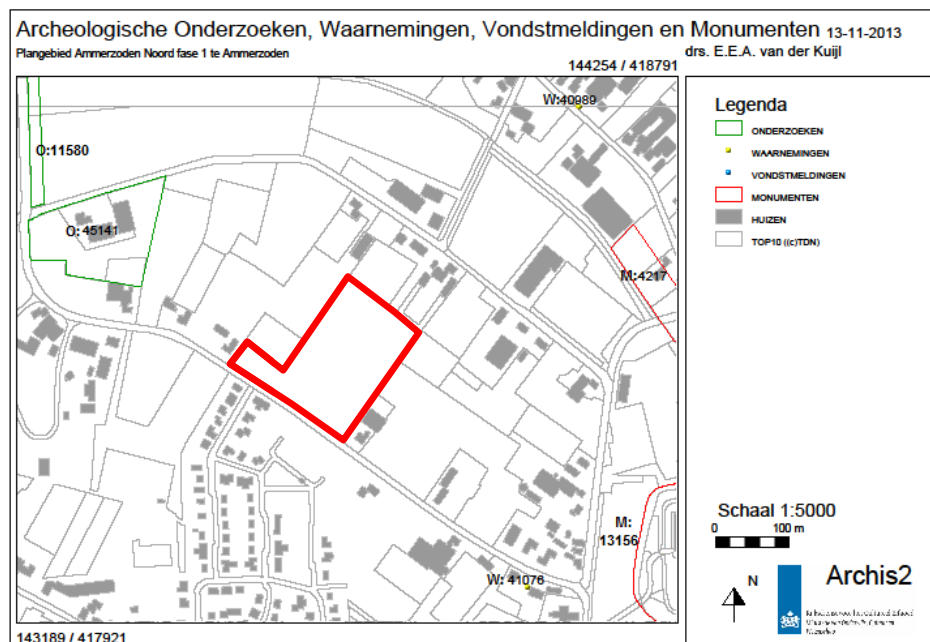 Archeologische Onderzoeken, Waarnemingen, Vondstmeldingen en Monumenten 13-11-2013
Plangebied Ammerzoden Noord fase 1 te Ammerzoden
drs. E.E.A. van der Kuijl
144254 / 418791
W:40989
O:11580
O: 45141
M:4217
M:
13156
W: 41076
143189 / 417921
Legenda
ONDERZOEKEN
WAARNEMINGEN
VONDSTMELDINGEN
MONUMENTEN
HUIZEN
TOP10 ((c)TDN)
Schaal 1:5000
0 100 m
N
Archis2